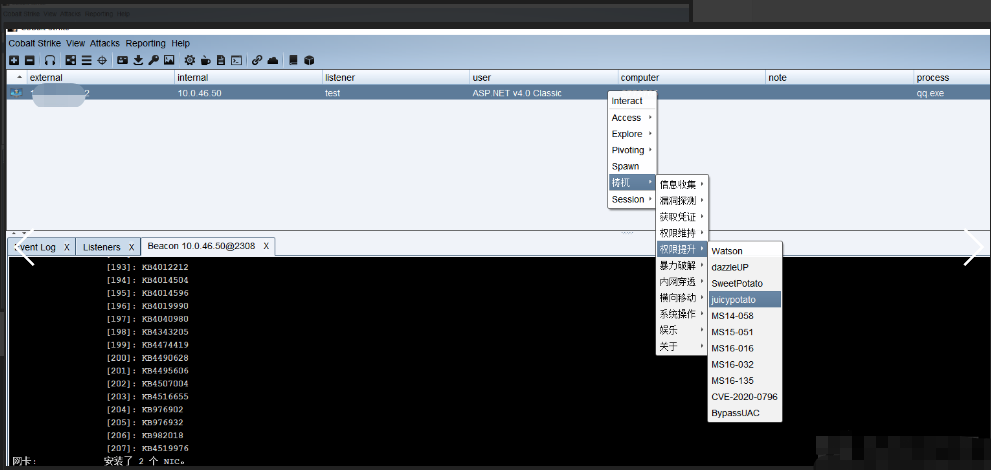 Cobalt Strike View Attacks Reporting Help
external internal listener user computer note process
10.0.46.50 test ASP.NET v4.0 Classic qq.exe
Interact
Access
Explore
Pivoting
Spawn
梼杌
Session
信息收集
漏洞探测
获取凭证
权限维持
权限提升
暴力破解
内网穿透
横向移动
系统操作
娱乐
关于
Watson
dazzleUP
SweetPotato
juicypotato
MS14-058
MS15-051
MS16-016
MS16-032
MS16-135
CVE-2020-0796
BypassUAC
Event Log X Listeners X Beacon 10.0.46.50@2308 X
[193]: KB4012212
[194]: KB4014504
[195]: KB4014596
[196]: KB4019990
[197]: KB4040980
[198]: KB4343205
[199]: KB4474419
[200]: KB4490628
[201]: KB4495606
[202]: KB4507004
[203]: KB4516655
[204]: KB976902
[205]: KB976932
[206]: KB982018
[207]: KB4519976
网卡: 安装了 2 个 NIC。